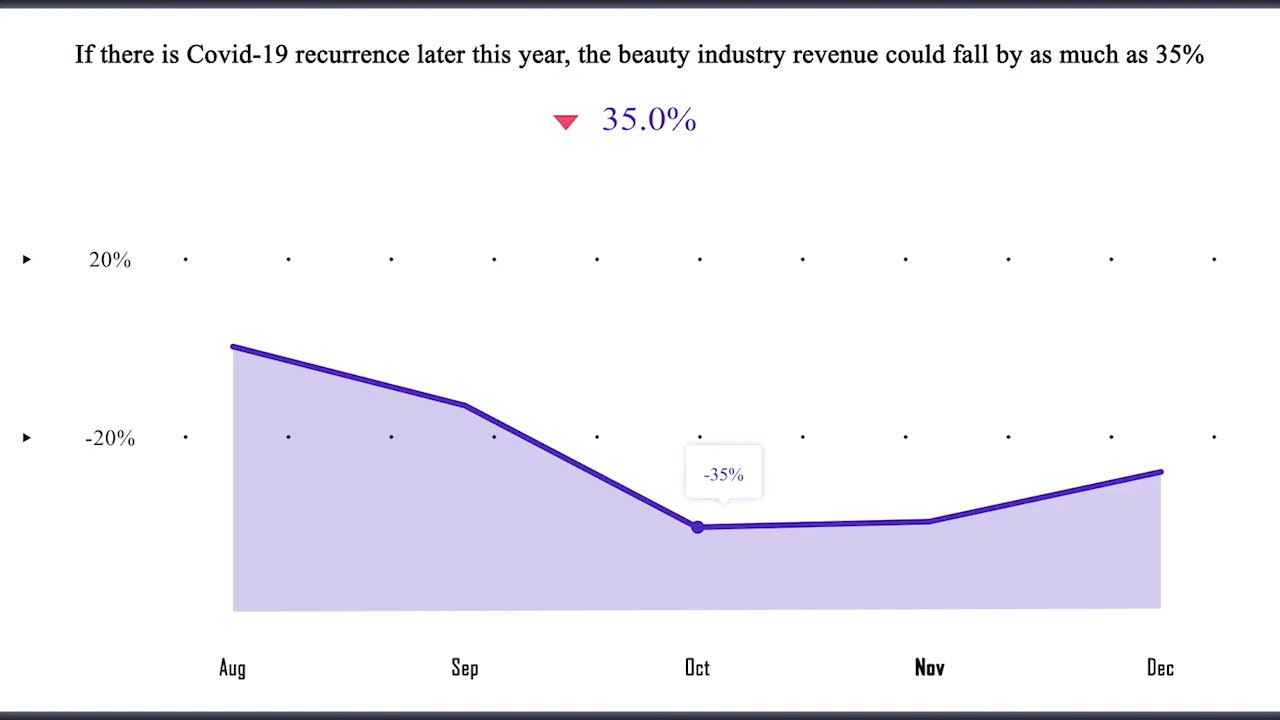 If there is Covid-19 recurrence later this year, the beauty industry revenue could fall by as much as 35%
35.0%
20%
-20%
-35%
Aug Sep Oct Nov Dec